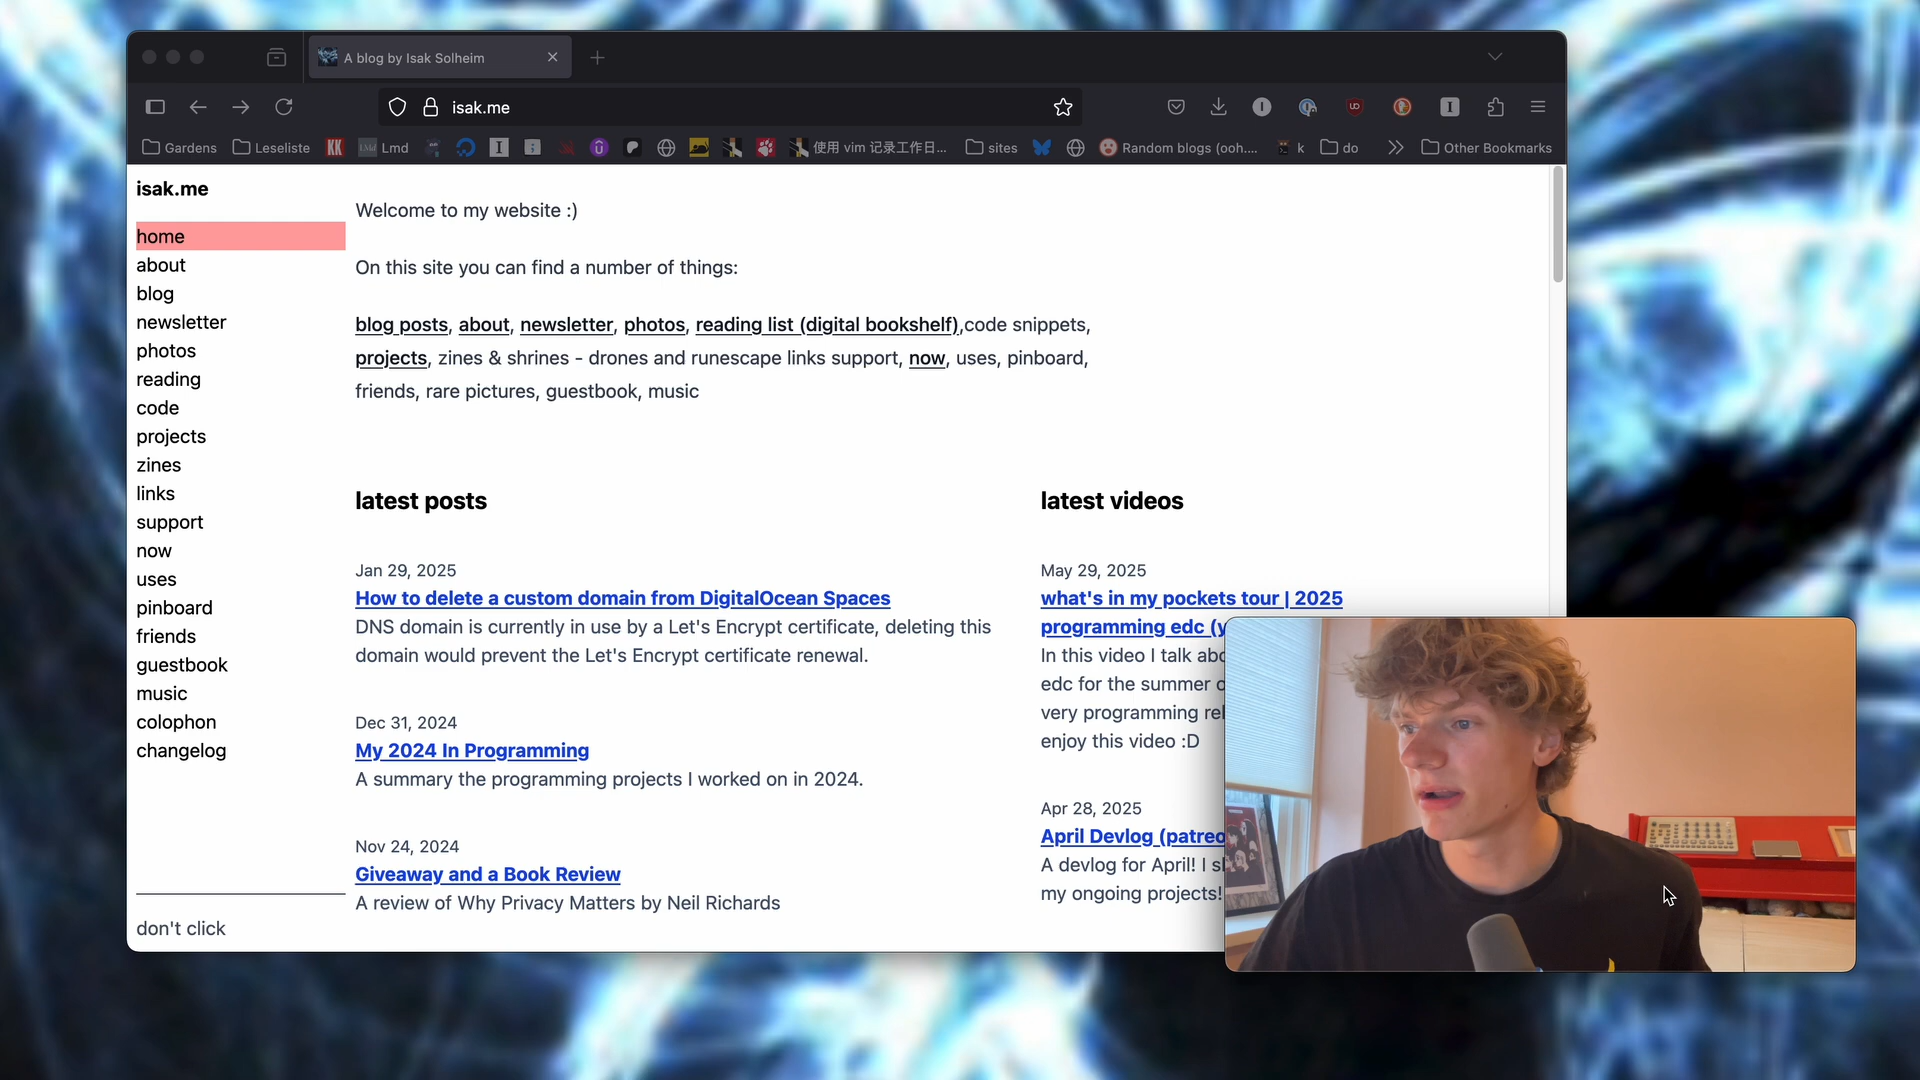 A blog by Isak Solheim
isak.me
Gardens
Leseliste
KK
LMd Lmd
使用 vim 记录工作日...
sites
Random blogs (ooh....
k
do
Other Bookmarks
isak.me
home
about
blog
newsletter
photos
reading
code
projects
zines
links
support
now
uses
pinboard
friends
guestbook
music
colophon
changelog
don't click
Welcome to my website :)
On this site you can find a number of things:
blog posts, about, newsletter, photos, reading list (digital bookshelf),code snippets,
projects, zines & shrines - drones and runescape links support, now, uses, pinboard,
friends, rare pictures, guestbook, music
latest posts
Jan 29, 2025
How to delete a custom domain from DigitalOcean Spaces
DNS domain is currently in use by a Let's Encrypt certificate, deleting this
domain would prevent the Let's Encrypt certificate renewal.
Dec 31, 2024
My 2024 In Programming
A summary the programming projects I worked on in 2024.
Nov 24, 2024
Giveaway and a Book Review
A review of Why Privacy Matters by Neil Richards
latest videos
May 29, 2025
what's in my pockets tour | 2025
programming edc (y
In this video I talk abo
edc for the summer o
very programming rel
enjoy this video :D
Apr 28, 2025
April Devlog (patreo
A devlog for April! I s
my ongoing projects!